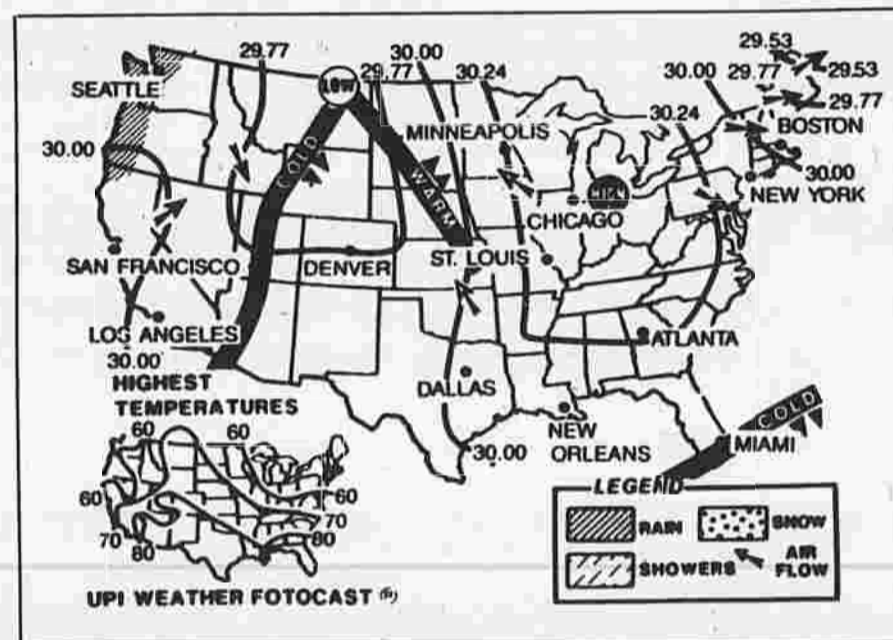 29.53
29.77 30.00 29.77 30.24 30.00 29.77 29.53
LOW
SEATTLE 29.77
MINNEAPOLIS 30.24 BOSTON
30.00 COLD 30.00
WARM NEW YORK
CHICAGO
SAN FRANCISCO DENVER ST. LOUIS
LOS ANGELES ATLANTA
30.00
HIGHEST
TEMPERATURES
DALLAS COLD
NEW
ORLEANS
MIAMI
30.00
60 60
60 60
70 70
80 80
LEGEND
RAIN SNOW
SHOWERS AIR
FLOW
UPI WEATHER FOTOCAST